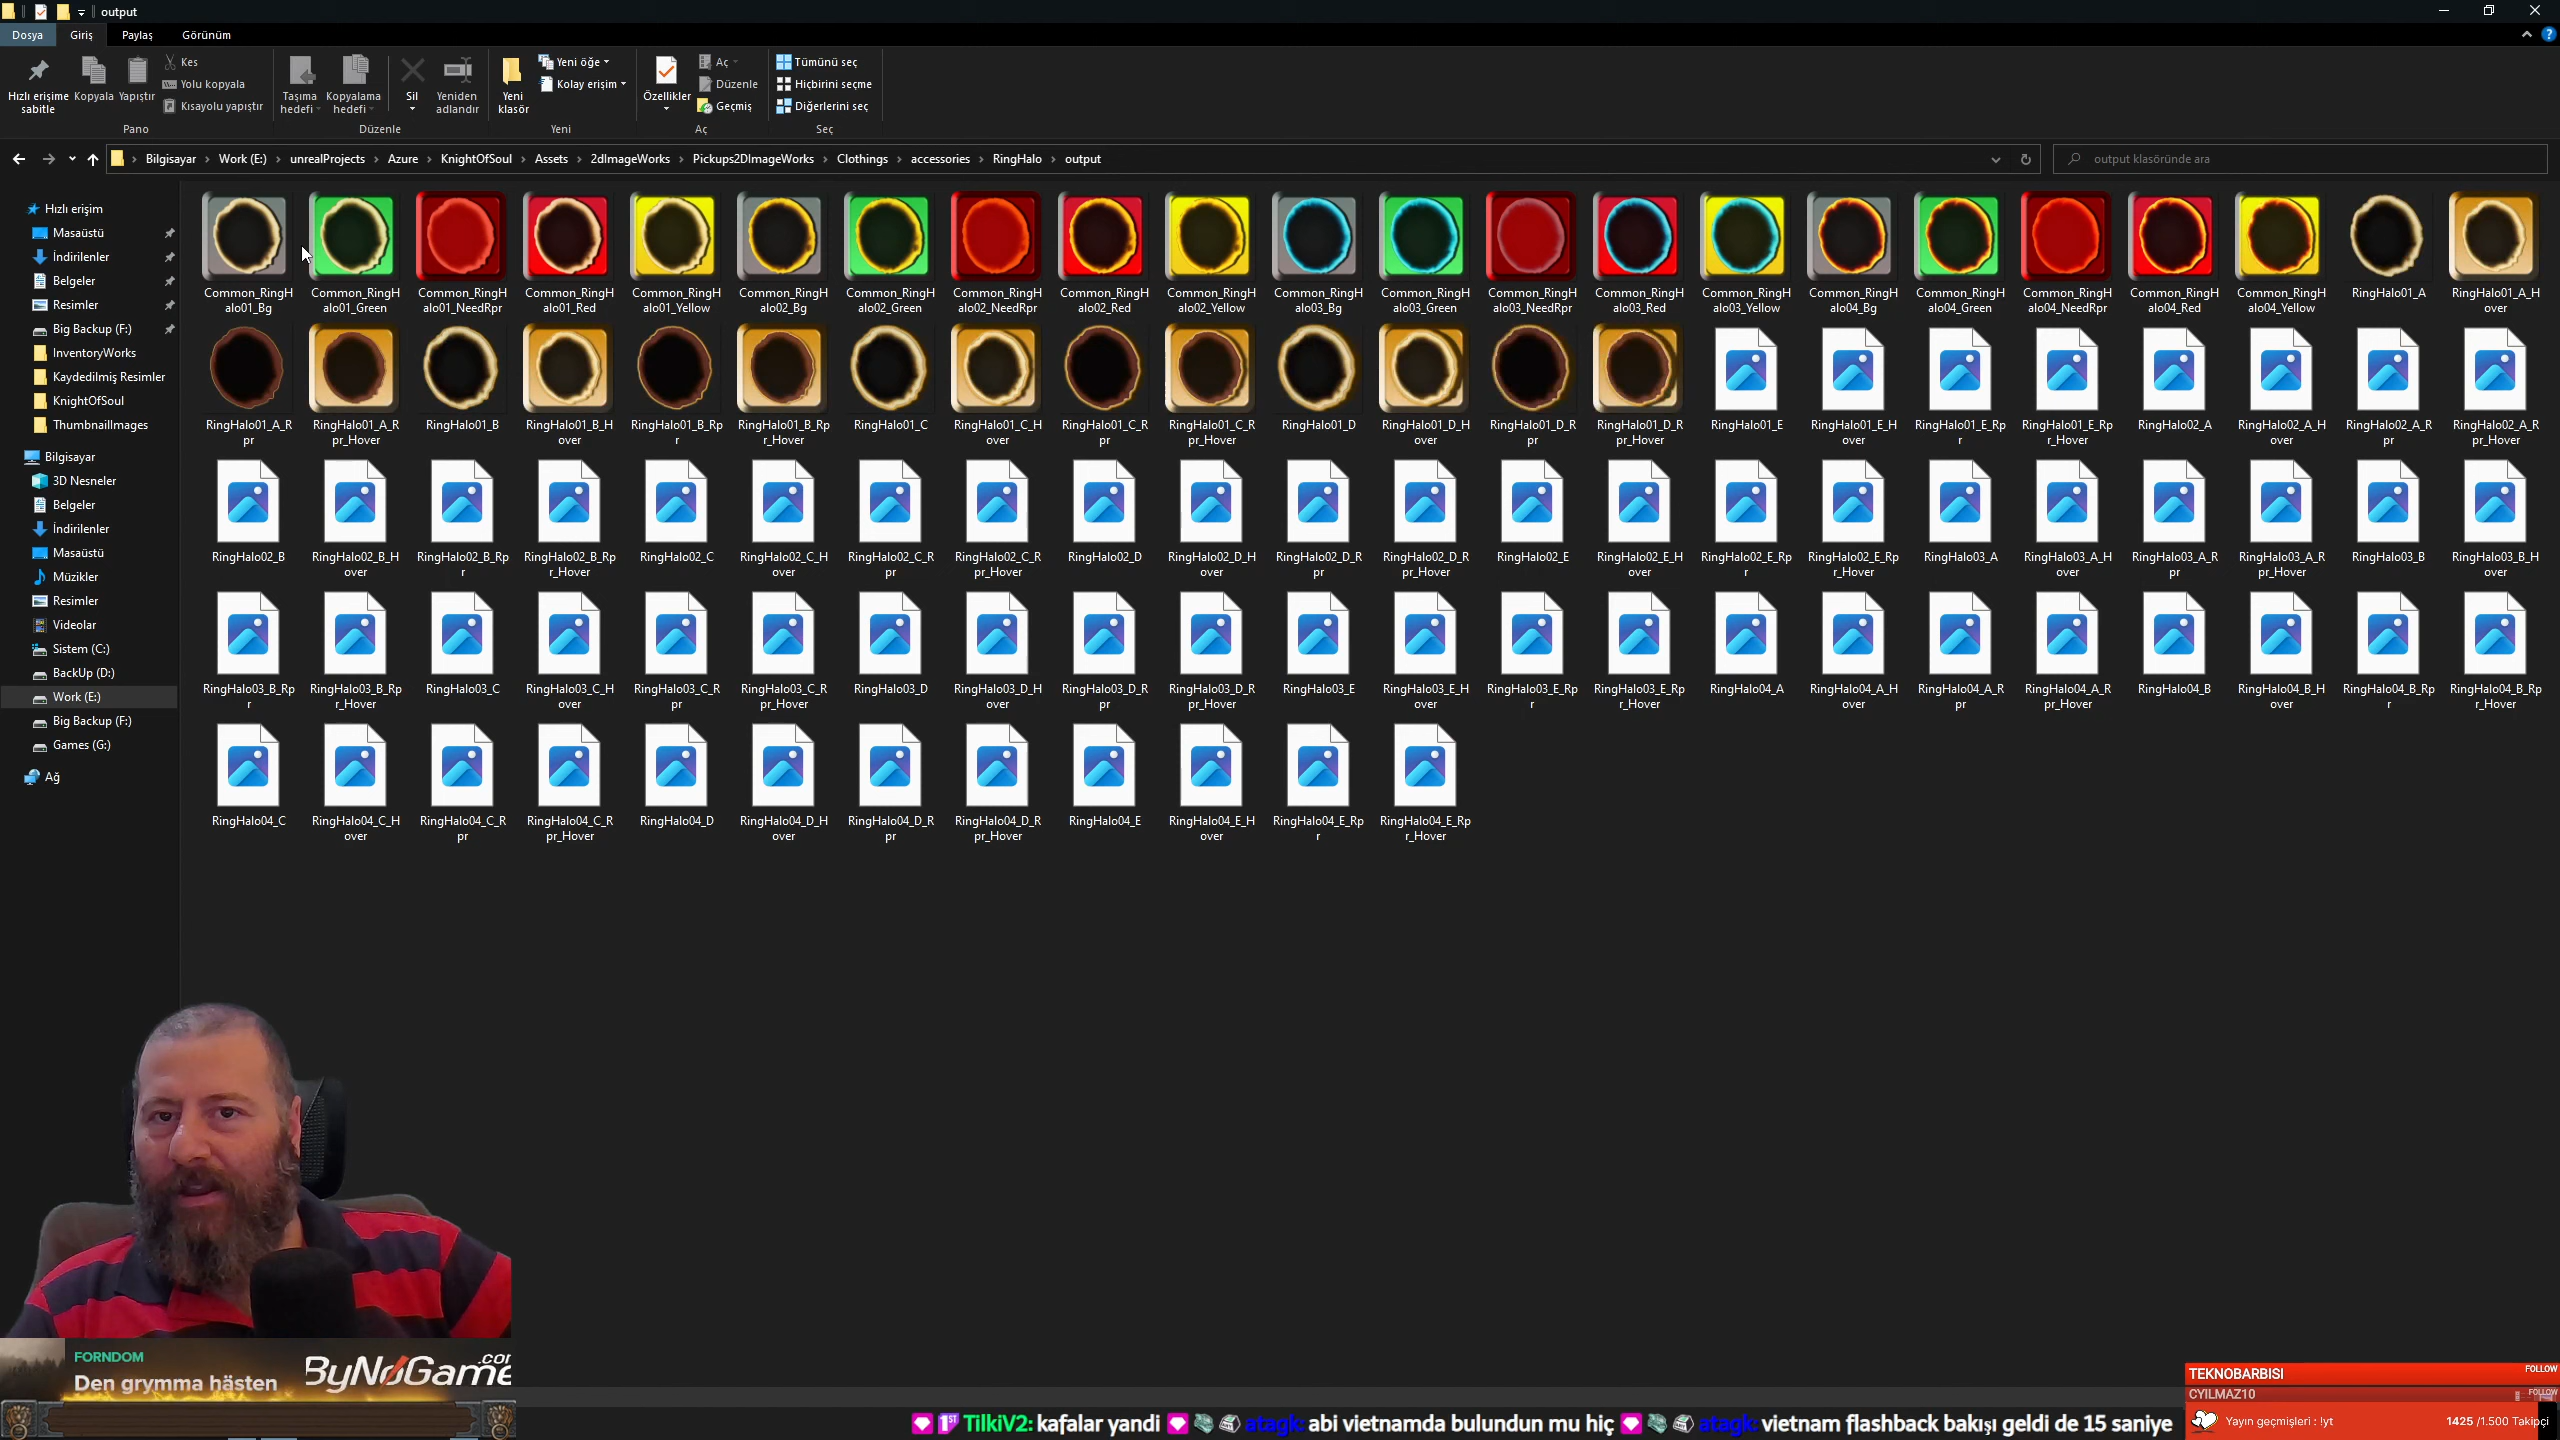 output
Dosya Giriş Paylaş Görünüm
Hızlı erişime sabitle
Kopyala
Yapıştır
Kes
Yolu kopyala
Kısayolu yapıştır
Pano
Taşıma hedefi
Kopyalama hedefi
Sil
Yeniden adlandır
Düzenle
Yeni klasör
Yeni öğe
Kolay erişim
Yeni
Özellikler
Aç
Düzenle
Geçmiş
Aç
Tümünü seç
Hiçbirini seçme
Diğerlerini seç
Seç
Bilgisayar > Work (E:) > unrealProjects > Azure > KnightOfSoul > Assets > 2dImageWorks > Pickups2DImageWorks > Clothings > accessories > RingHalo > output
output klasöründe ara
Hızlı erişim
Masaüstü
İndirilenler
Belgeler
Resimler
Big Backup (F:)
InventoryWorks
Kaydedilmiş Resimler
KnightOfSoul
ThumbnailImages
Bilgisayar
3D Nesneler
Belgeler
İndirilenler
Masaüstü
Müzikler
Resimler
Videolar
Sistem (C:)
BackUp (D:)
Work (E:)
Big Backup (F:)
Games (G:)
Ağ
Common_RingHalo01_Bg
Common_RingHalo01_Green
Common_RingHalo01_NeedRpr
Common_RingHalo01_Red
Common_RingHalo01_Yellow
Common_RingHalo02_Bg
Common_RingHalo02_Green
Common_RingHalo02_NeedRpr
Common_RingHalo02_Red
Common_RingHalo02_Yellow
Common_RingHalo03_Bg
Common_RingHalo03_Green
Common_RingHalo03_NeedRpr
Common_RingHalo03_Red
Common_RingHalo03_Yellow
Common_RingHalo04_Bg
Common_RingHalo04_Green
Common_RingHalo04_NeedRpr
Common_RingHalo04_Red
Common_RingHalo04_Yellow
RingHalo01_A
RingHalo01_A_Hover
RingHalo01_A_Rpr
RingHalo01_A_Rpr_Hover
RingHalo01_B
RingHalo01_B_Hover
RingHalo01_B_Rpr
RingHalo01_B_Rpr_Hover
RingHalo01_C
RingHalo01_C_Hover
RingHalo01_C_Rpr
RingHalo01_C_Rpr_Hover
RingHalo01_D
RingHalo01_D_Hover
RingHalo01_D_Rpr
RingHalo01_D_Rpr_Hover
RingHalo01_E
RingHalo01_E_Hover
RingHalo01_E_Rpr
RingHalo01_E_Rpr_Hover
RingHalo02_A
RingHalo02_A_Hover
RingHalo02_A_Rpr
RingHalo02_A_Rpr_Hover
RingHalo02_B
RingHalo02_B_Hover
RingHalo02_B_Rpr
RingHalo02_B_Rpr_Hover
RingHalo02_C
RingHalo02_C_Hover
RingHalo02_C_Rpr
RingHalo02_C_Rpr_Hover
RingHalo02_D
RingHalo02_D_Hover
RingHalo02_D_Rpr
RingHalo02_D_Rpr_Hover
RingHalo02_E
RingHalo02_E_Hover
RingHalo02_E_Rpr
RingHalo02_E_Rpr_Hover
RingHalo03_A
RingHalo03_A_Hover
RingHalo03_A_Rpr
RingHalo03_A_Rpr_Hover
RingHalo03_B
RingHalo03_B_Hover
RingHalo03_B_Rpr
RingHalo03_B_Rpr_Hover
RingHalo03_C
RingHalo03_C_Hover
RingHalo03_C_Rpr
RingHalo03_C_Rpr_Hover
RingHalo03_D
RingHalo03_D_Hover
RingHalo03_D_Rpr
RingHalo03_D_Rpr_Hover
RingHalo03_E
RingHalo03_E_Hover
RingHalo03_E_Rpr
RingHalo03_E_Rpr_Hover
RingHalo04_A
RingHalo04_A_Hover
RingHalo04_A_Rpr
RingHalo04_A_Rpr_Hover
RingHalo04_B
RingHalo04_B_Hover
RingHalo04_B_Rpr
RingHalo04_B_Rpr_Hover
RingHalo04_C
RingHalo04_C_Hover
RingHalo04_C_Rpr
RingHalo04_C_Rpr_Hover
RingHalo04_D
RingHalo04_D_Hover
RingHalo04_D_Rpr
RingHalo04_D_Rpr_Hover
RingHalo04_E
RingHalo04_E_Hover
RingHalo04_E_Rpr
RingHalo04_E_Rpr_Hover
FORNDOM
Den grymma hästen
ByNoGame.com
TEKNOBARBISI FOLLOW
CYILMAZ10 FOLLOW
1ST TilkiV2: kafalar yandi atagk: abi vietnamda bulundun mu hiç atagk: vietnam flashback bakışı geldi de 15 saniye
Yayın geçmişleri : !yt 1425 /1.500 Takipçi